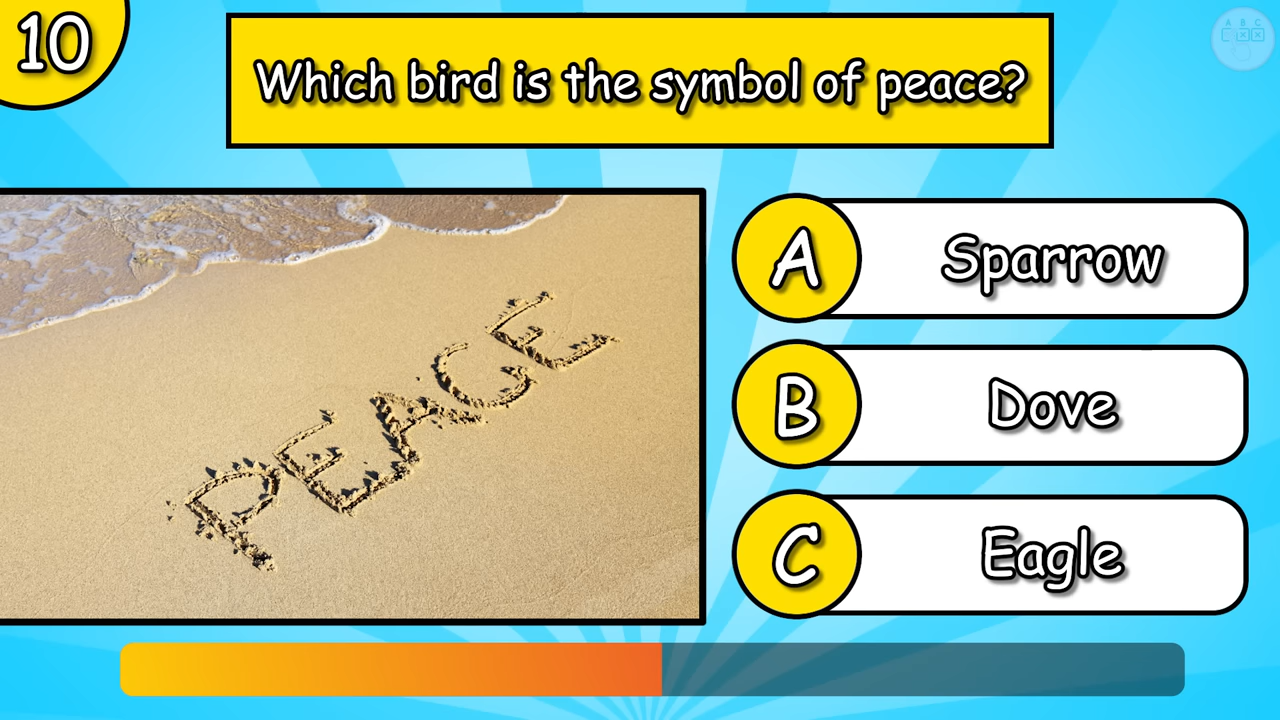 10
Which bird is the symbol of peace?
PEACE
A Sparrow
B Dove
C Eagle
A B C